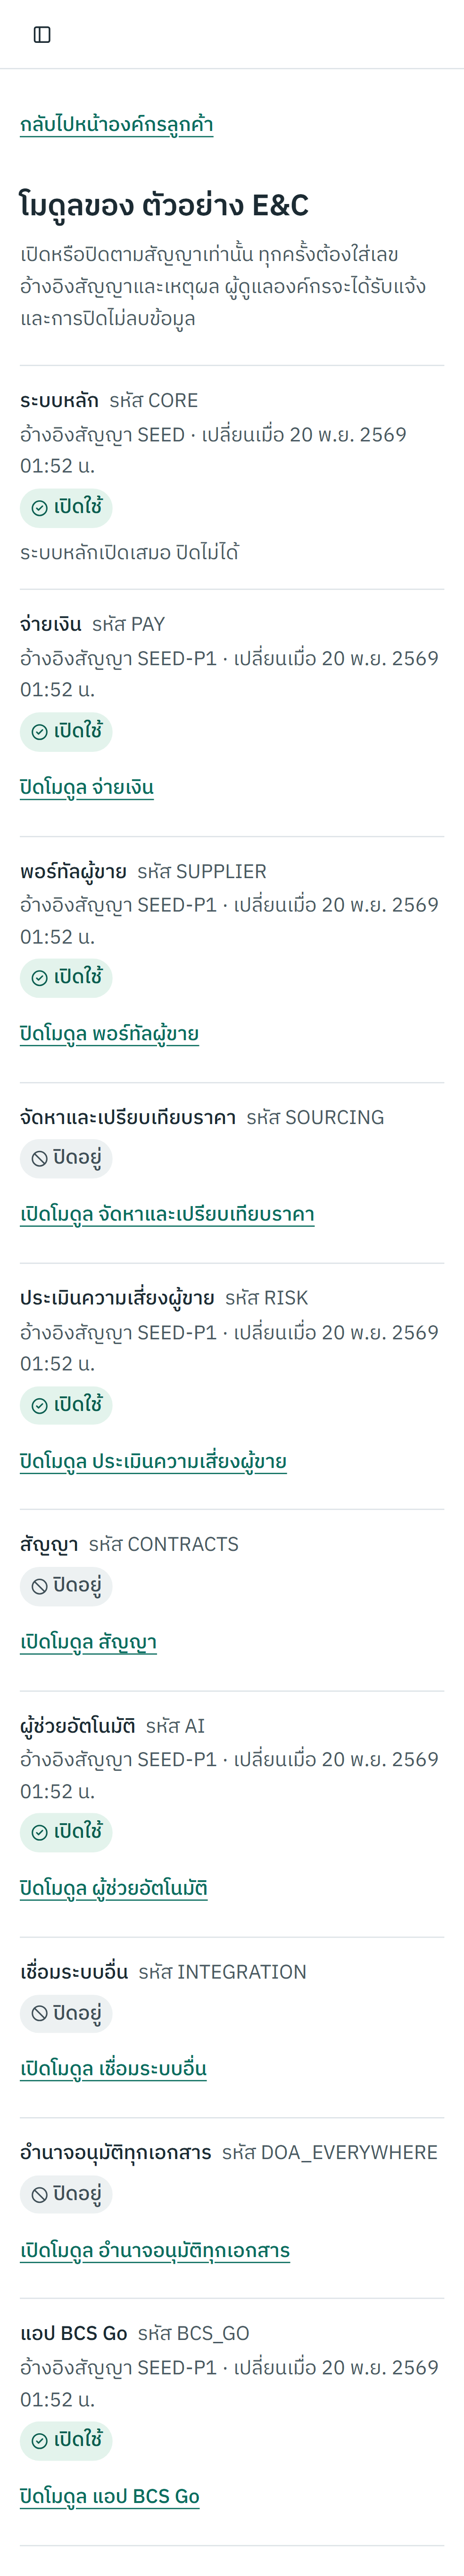 กลับไปหน้าองค์กรลูกค้า
โมดูลของ ตัวอย่าง E&C
เปิดหรือปิดตามสัญญาเท่านั้น ทุกครั้งต้องใส่เลข
อ้างอิงสัญญาและเหตุผล ผู้ดูแลองค์กรจะได้รับแจ้ง
และการปิดไม่ลบข้อมูล
ระบบหลัก รหัส CORE
อ้างอิงสัญญา SEED · เปลี่ยนเมื่อ 20 พ.ย. 2569
01:52 น.
เปิดใช้
ระบบหลักเปิดเสมอ ปิดไม่ได้
จ่ายเงิน รหัส PAY
อ้างอิงสัญญา SEED-P1 · เปลี่ยนเมื่อ 20 พ.ย. 2569
01:52 น.
เปิดใช้
ปิดโมดูล จ่ายเงิน
พอร์ทัลผู้ขาย รหัส SUPPLIER
อ้างอิงสัญญา SEED-P1 · เปลี่ยนเมื่อ 20 พ.ย. 2569
01:52 น.
เปิดใช้
ปิดโมดูล พอร์ทัลผู้ขาย
จัดหาและเปรียบเทียบราคา รหัส SOURCING
ปิดอยู่
เปิดโมดูล จัดหาและเปรียบเทียบราคา
ประเมินความเสี่ยงผู้ขาย รหัส RISK
อ้างอิงสัญญา SEED-P1 · เปลี่ยนเมื่อ 20 พ.ย. 2569
01:52 น.
เปิดใช้
ปิดโมดูล ประเมินความเสี่ยงผู้ขาย
สัญญา รหัส CONTRACTS
ปิดอยู่
เปิดโมดูล สัญญา
ผู้ช่วยอัตโนมัติ รหัส AI
อ้างอิงสัญญา SEED-P1 · เปลี่ยนเมื่อ 20 พ.ย. 2569
01:52 น.
เปิดใช้
ปิดโมดูล ผู้ช่วยอัตโนมัติ
เชื่อมระบบอื่น รหัส INTEGRATION
ปิดอยู่
เปิดโมดูล เชื่อมระบบอื่น
อำนาจอนุมัติทุกเอกสาร รหัส DOA_EVERYWHERE
ปิดอยู่
เปิดโมดูล อำนาจอนุมัติทุกเอกสาร
แอป BCS Go รหัส BCS_GO
อ้างอิงสัญญา SEED-P1 · เปลี่ยนเมื่อ 20 พ.ย. 2569
01:52 น.
เปิดใช้
ปิดโมดูล แอป BCS Go